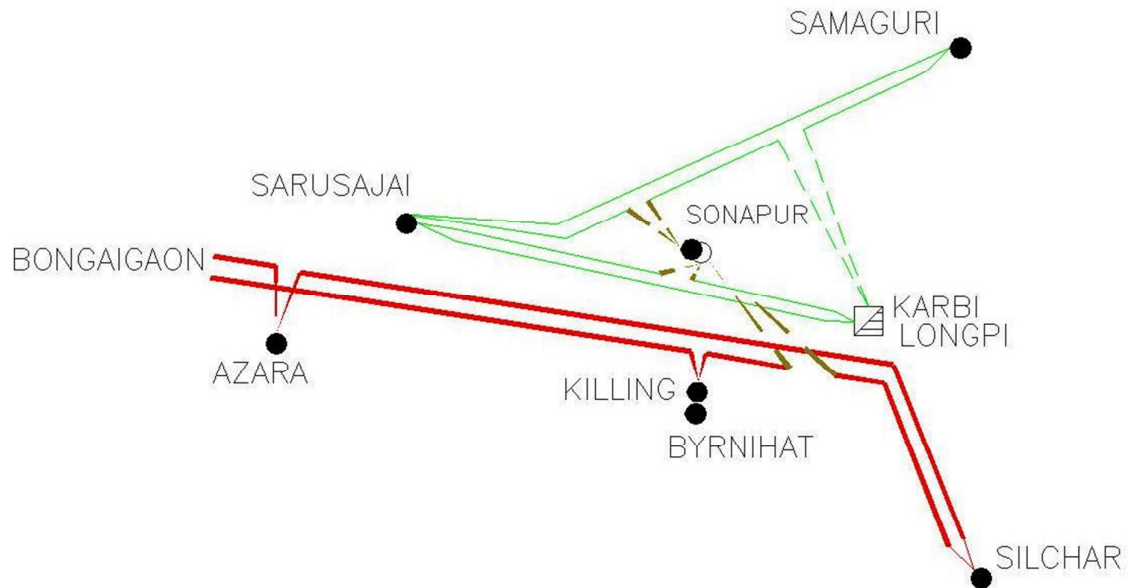 SAMAGURI
SARUSAJAI
SONAPUR
BONGAIGAON
KARBI
LONGPI
AZARA
KILLING
BYRNIHAT
SILCHAR